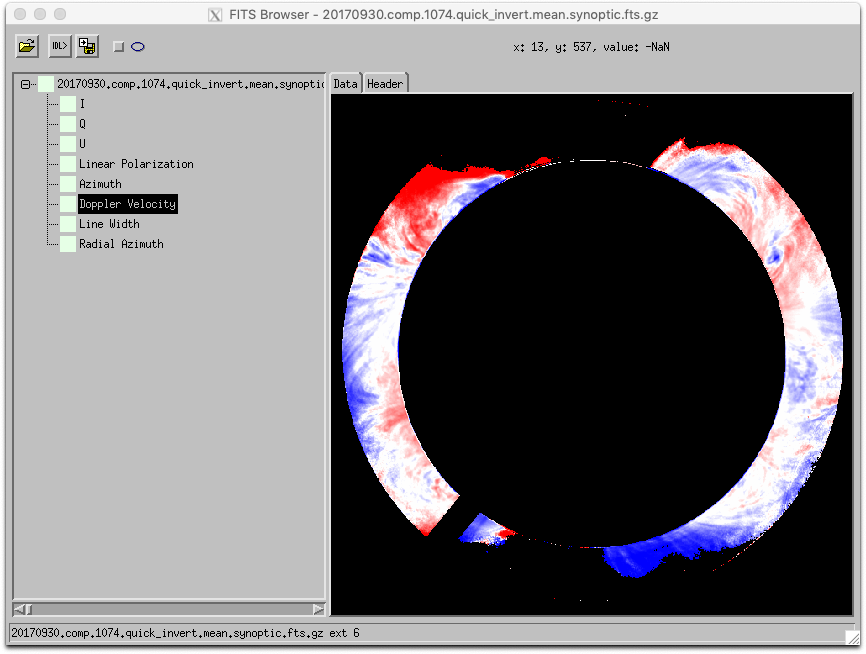 FITS Browser - 20170930.comp.1074.quick_invert.mean.synoptic.fts.gz
IDL>
x: 13, y: 537, value: -NaN
20170930.comp.1074.quick_invert.mean.synoptic
Data Header
I
Q
U
Linear Polarization
Azimuth
Doppler Velocity
Line Width
Radial Azimuth
20170930.comp.1074.quick_invert.mean.synoptic.fts.gz ext 6